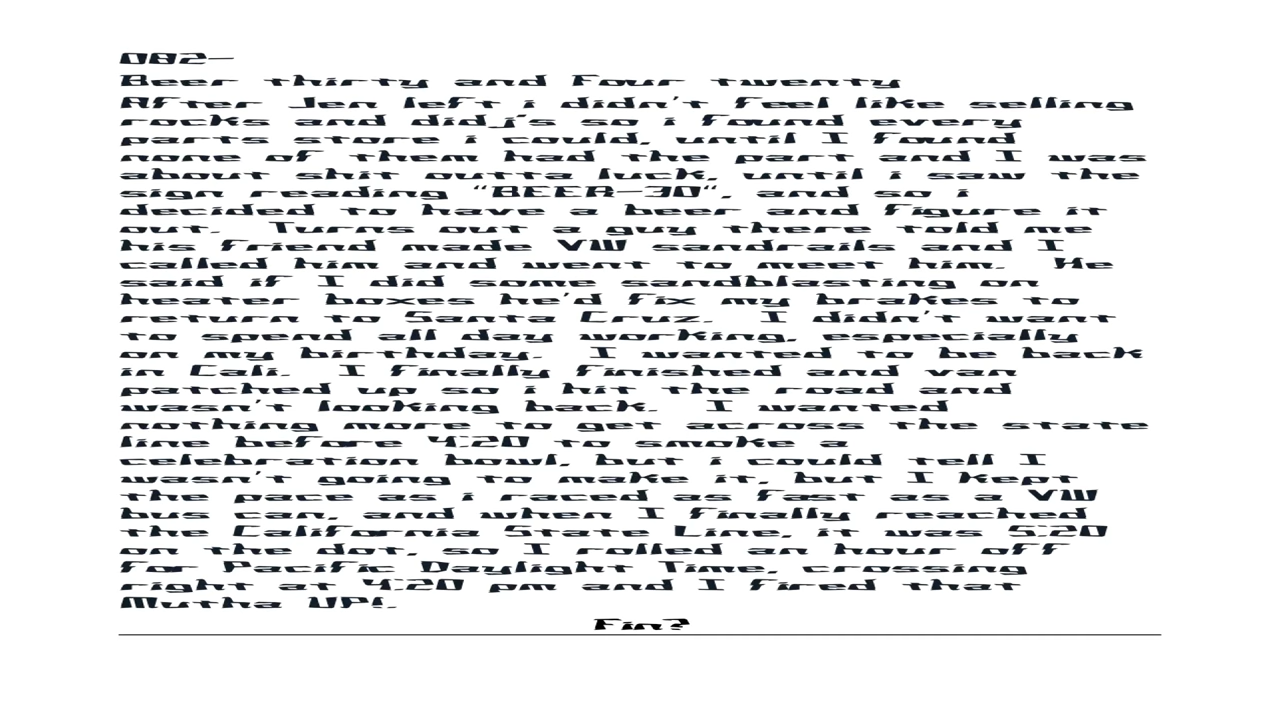 082—
Beer thirty and Four twenty
After Jen left i didn't feel like selling
rocks and didj's so i found every
parts store i could, until I found
none of them had the part and I was
about shit outta luck, until i saw the
sign reading “BEER-30“, and so i
decided to have a beer and figure it
out.  Turns out a guy there told me
his friend made VW sandrails and I
called him and went to meet him.  He
said if I did some sandblasting on
heater boxes he'd fix my brakes to
return to Santa Cruz.  I didn't want
to spend all day working, especially
on my birthday.  I wanted to be back
in Cali.  I finally finished and van
patched up so i hit the road and
wasn't looking back.  I wanted
nothing more to get across the state
line before 4:20 to smoke a
celebration bowl, but i could tell I
wasn't going to make it, but I kept
the pace as i raced as fast as a VW
bus can, and when I finally reached
the California State Line, it was 5:20
on the dot, so I rolled an hour off
for Pacific Daylight Time, crossing
right at 4:20 pm and I fired that
Mutha UP!.
Fin?